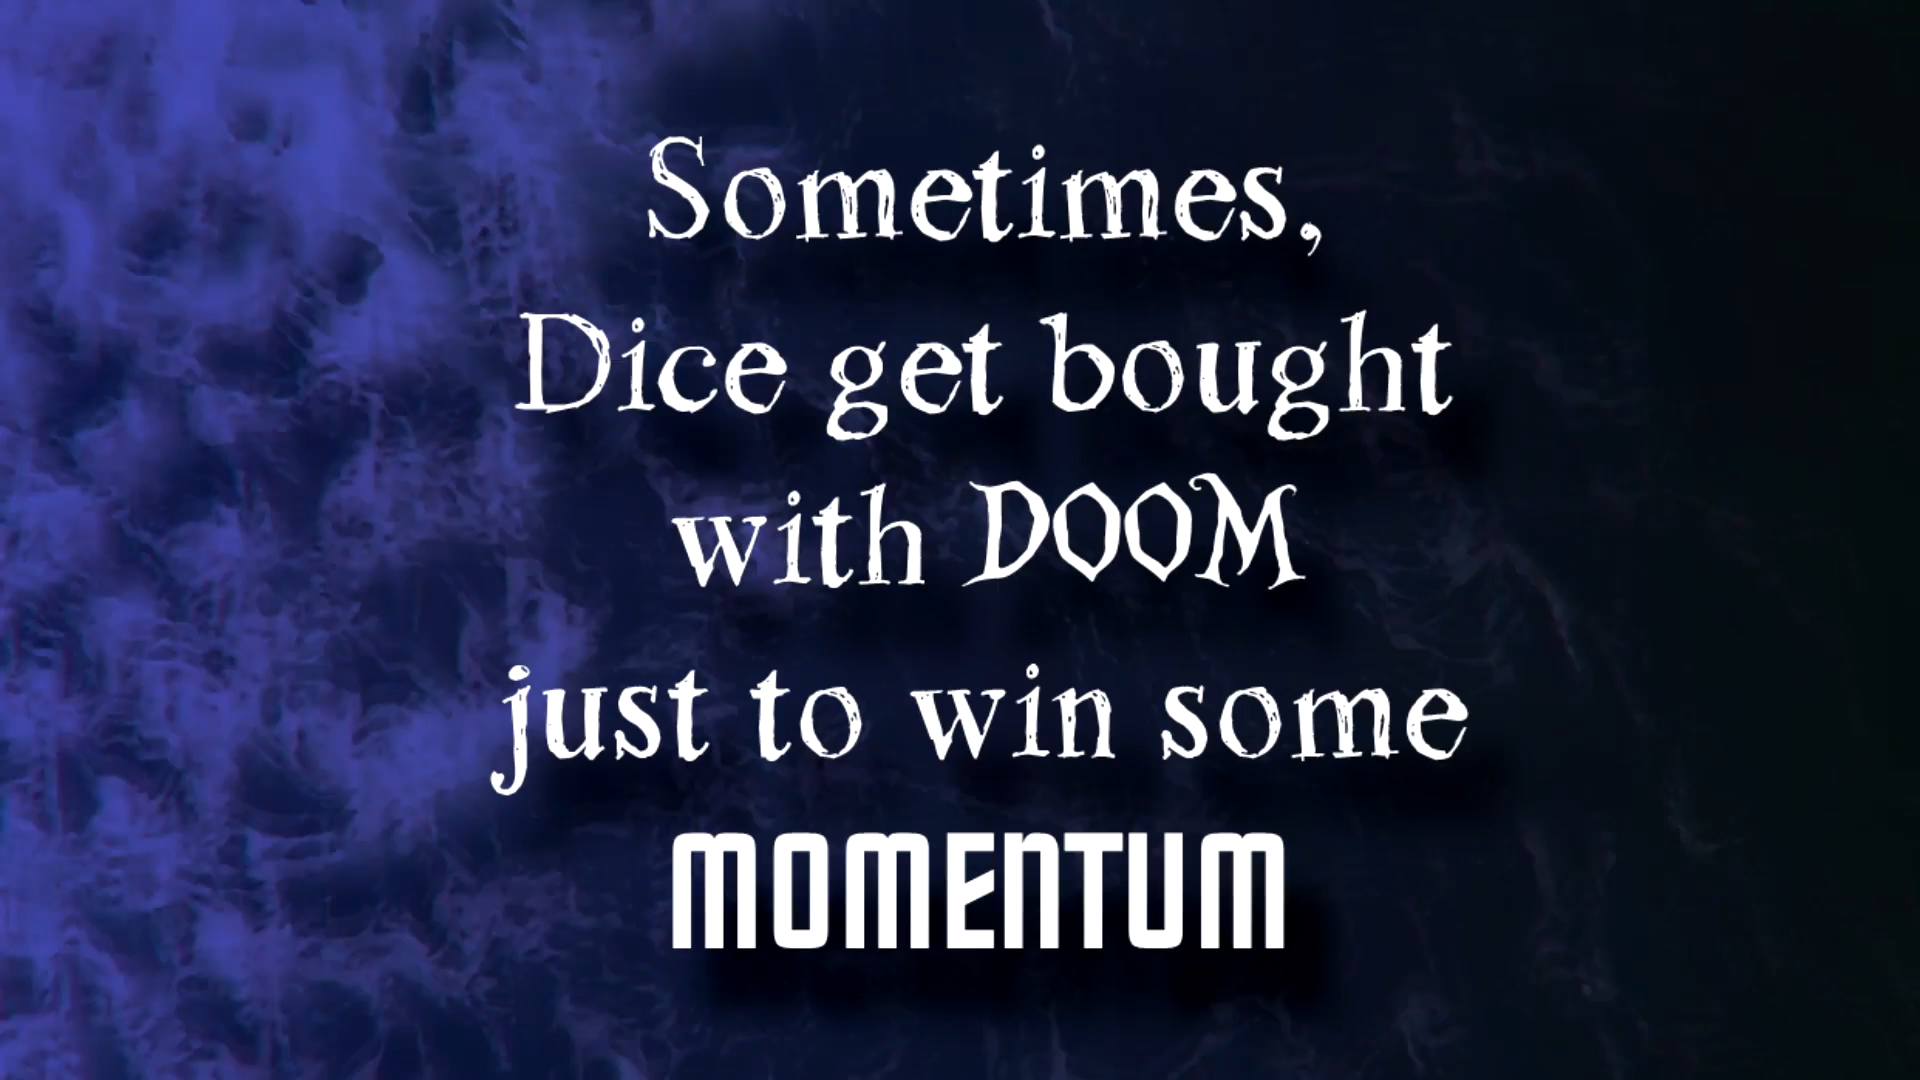 Sometimes,
Dice get bought
with DOOM
just to win some
MOMENTUM